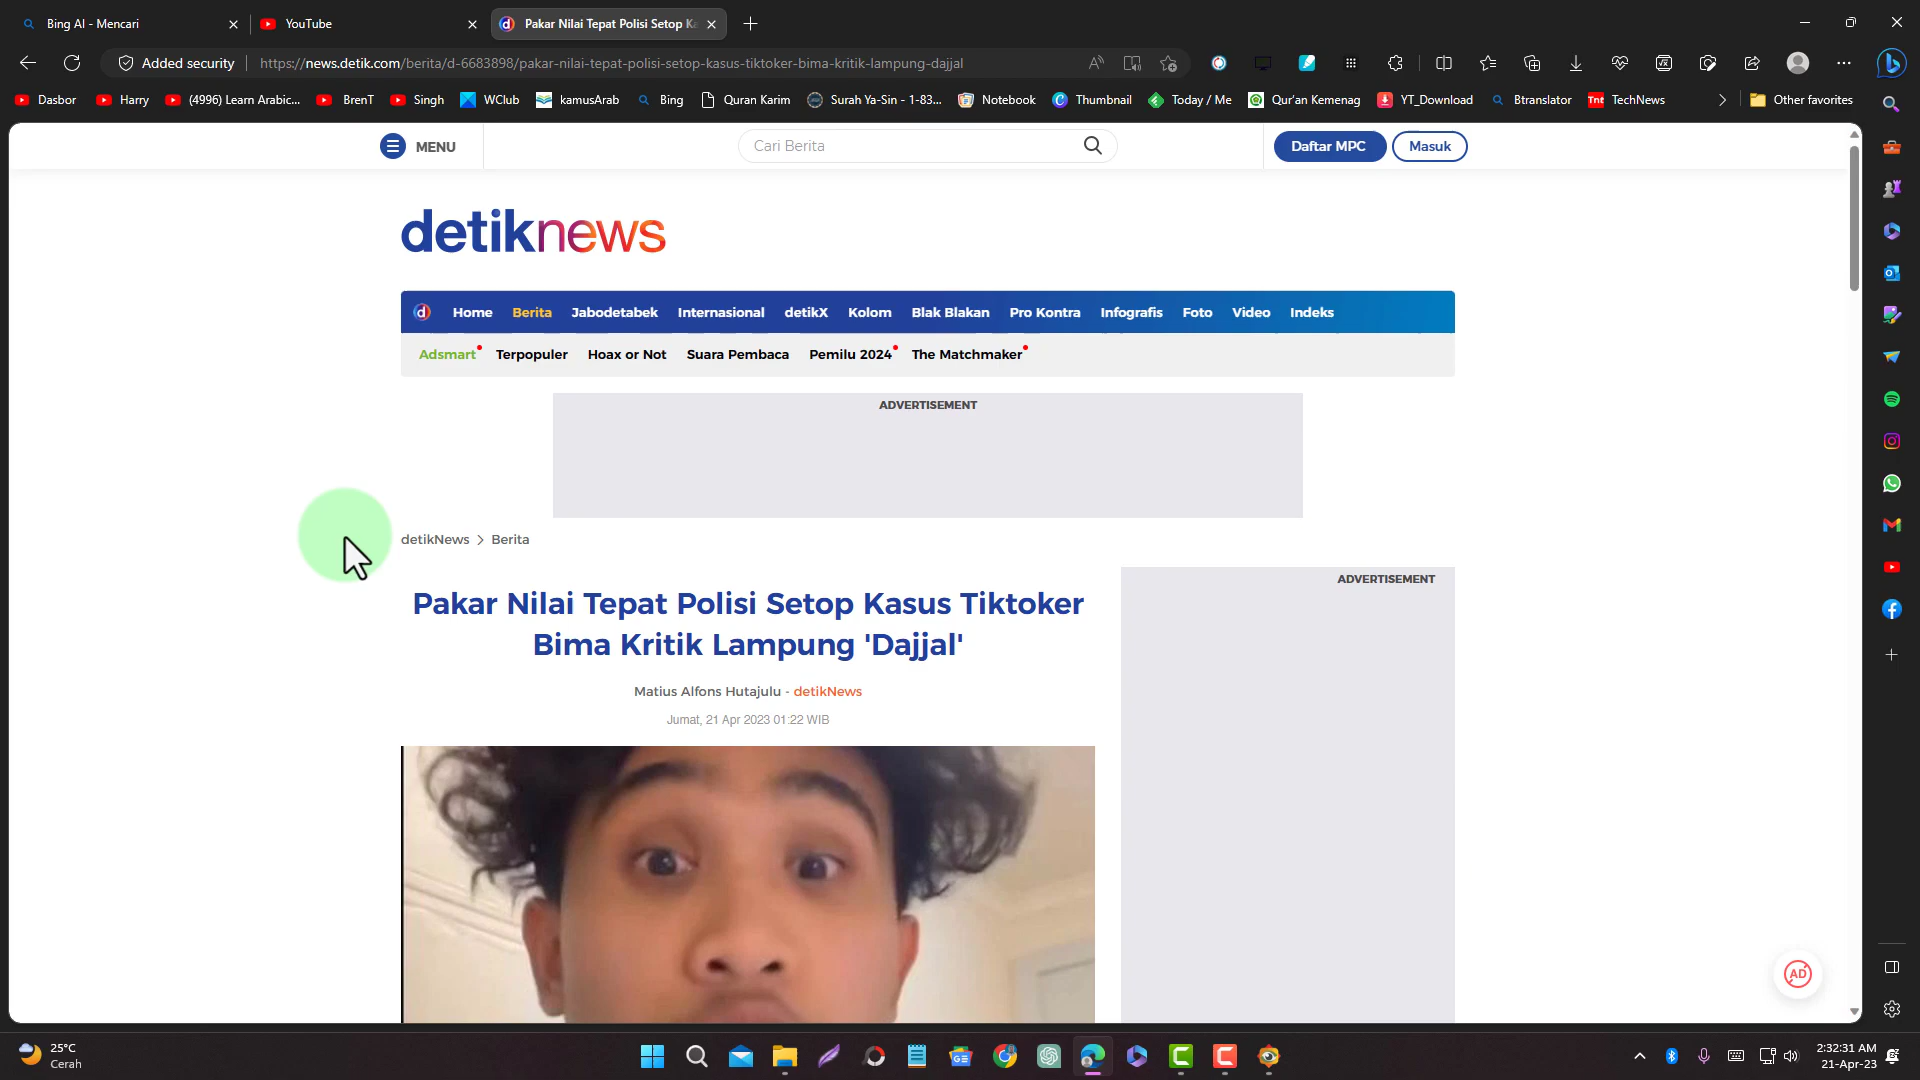 Bing AI - Mencari
YouTube
Pakar Nilai Tepat Polisi Setop Ka
Added security
https://news.detik.com/berita/d-6683898/pakar-nilai-tepat-polisi-setop-kasus-tiktoker-bima-kritik-lampung-dajjal
Dasbor
Harry
(4996) Learn Arabic...
BrenT
Singh
WClub
kamusArab
Bing
Quran Karim
Surah Ya-Sin - 1-83...
Notebook
Thumbnail
Today / Me
Qur'an Kemenag
YT_Download
Btranslator
TechNews
Other favorites
MENU
Cari Berita
Daftar MPC
Masuk
detiknews
Home
Berita
Jabodetabek
Internasional
detikX
Kolom
Blak Blakan
Pro Kontra
Infografis
Foto
Video
Indeks
Adsmart
Terpopuler
Hoax or Not
Suara Pembaca
Pemilu 2024
The Matchmaker
ADVERTISEMENT
detikNews > Berita
ADVERTISEMENT
Pakar Nilai Tepat Polisi Setop Kasus Tiktoker
Bima Kritik Lampung 'Dajjal'
Matius Alfons Hutajulu - detikNews
Jumat, 21 Apr 2023 01:22 WIB
AD
25°C
Cerah
2:32:31 AM
21-Apr-23